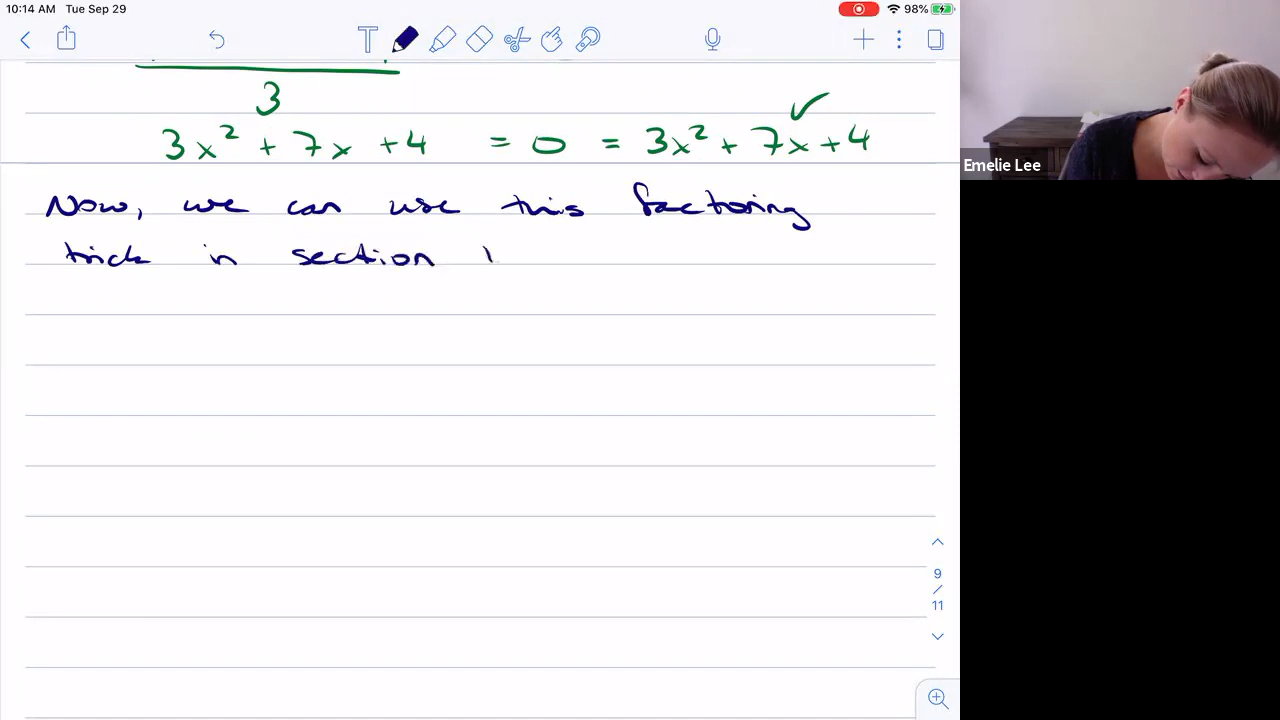 10:14 AM Tue Sep 29
98%
3
3x² + 7x + 4 = 0 = 3x² + 7x + 4 ✓
Emelie Lee
Now, we can use this factoring
trick in section
9
/
11